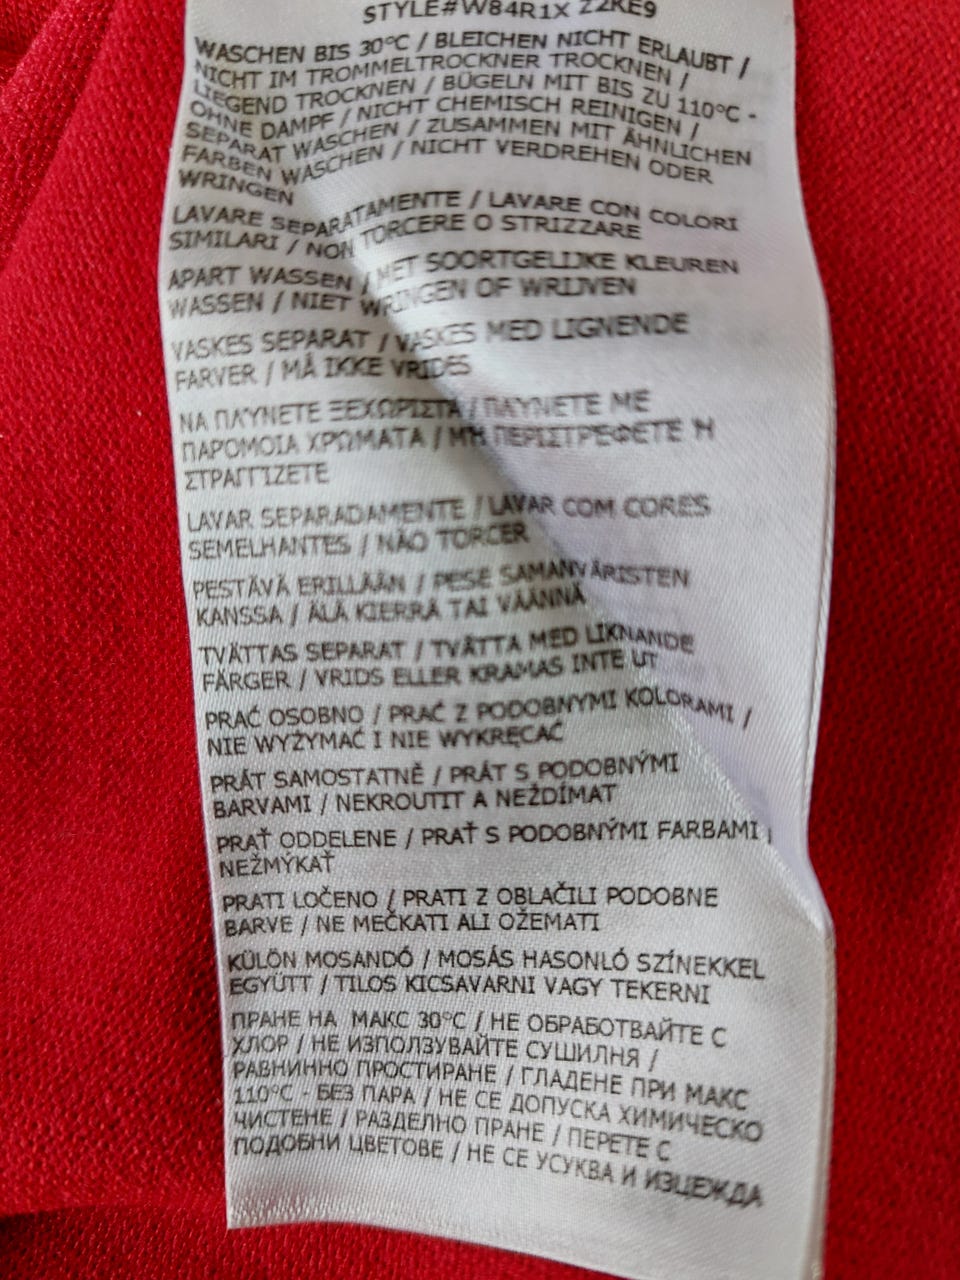 STYLE#W84R1X Z2RE9
WASCHEN BIS 30°C / BLEICHEN NICHT ERLAUBT /
NICHT IM TROMMELTROCKNER TROCKNEN /
LIEGEND TROCKNEN / BÜGELN MIT BIS ZU 110°C -
OHNE DAMPF / NICHT CHEMISCH REINIGEN /
SEPARAT WASCHEN / ZUSAMMEN MIT ÄHNLICHEN
FARBEN WASCHEN / NICHT VERDREHEN ODER
WRINGEN
LAVARE SEPARATAMENTE / LAVARE CON COLORI
SIMILARI / NON TORCERE O STRIZZARE
APART WASSEN / MET SOORTGELIJKE KLEUREN
WASSEN / NIET WRINGEN OF WRIJVEN
VASKES SEPARAT / VASKES MED LIGNENDE
FARVER / MÅ IKKE VRIDES
ΝΑ ΠΛΎΝΕΤΕ ΞΕΧΩΡΙΣΤΆ / ΠΛΎΝΕΤΕ ΜΕ
ΠΑΡΌΜΟΙΑ ΧΡΏΜΑΤΑ / ΜΗ ΠΕΡΙΣΤΡΈΦΕΤΕ Ή
ΣΤΡΑΓΓΊΖΕΤΕ
LAVAR SEPARADAMENTE / LAVAR COM CORES
SEMELHANTES / NÃO TORCER
PESTÄVÄ ERILLÄÄN / PESE SAMANVÄRISTEN
KANSSA / ÄLÄ KIERRÄ TAI VÄÄNNÄ
TVÄTTAS SEPARAT / TVÄTTA MED LIKNANDE
FÄRGER / VRIDS ELLER KRAMAS INTE UT
PRAĆ OSOBNO / PRAĆ Z PODOBNYMI KOLORAMI /
NIE WYŻYMAĆ I NIE WYKRĘCAĆ
PRÁT SAMOSTATNĚ / PRÁT S PODOBNÝMI
BARVAMI / NEKROUTIT A NEŽDÍMAT
PRAŤ ODDELENE / PRAŤ S PODOBNÝMI FARBAMI /
NEŽMÝKAŤ
PRATI LOČENO / PRATI Z OBLAČILI PODOBNE
BARVE / NE MEČKATI ALI OŽEMATI
KÜLÖN MOSANDÓ / MOSÁS HASONLÓ SZÍNEKKEL
EGYÜTT / TILOS KICSAVARNI VAGY TEKERNI
ПРАНЕ НА МАКС 30°C / НЕ ОБРАБОТВАЙТЕ С
ХЛОР / НЕ ИЗПОЛЗУВАЙТЕ СУШИЛНЯ /
РАВНИННО ПРОСТИРАНЕ / ГЛАДЕНЕ ПРИ МАКС
110°C - БЕЗ ПАРА / НЕ СЕ ДОПУСКА ХИМИЧЕСКО
ЧИСТЕНЕ / РАЗДЕЛНО ПРАНЕ / ПЕРЕТЕ С
ПОДОБНИ ЦВЕТОВЕ / НЕ СЕ УСУКВА И ИЗЦЕЖДА